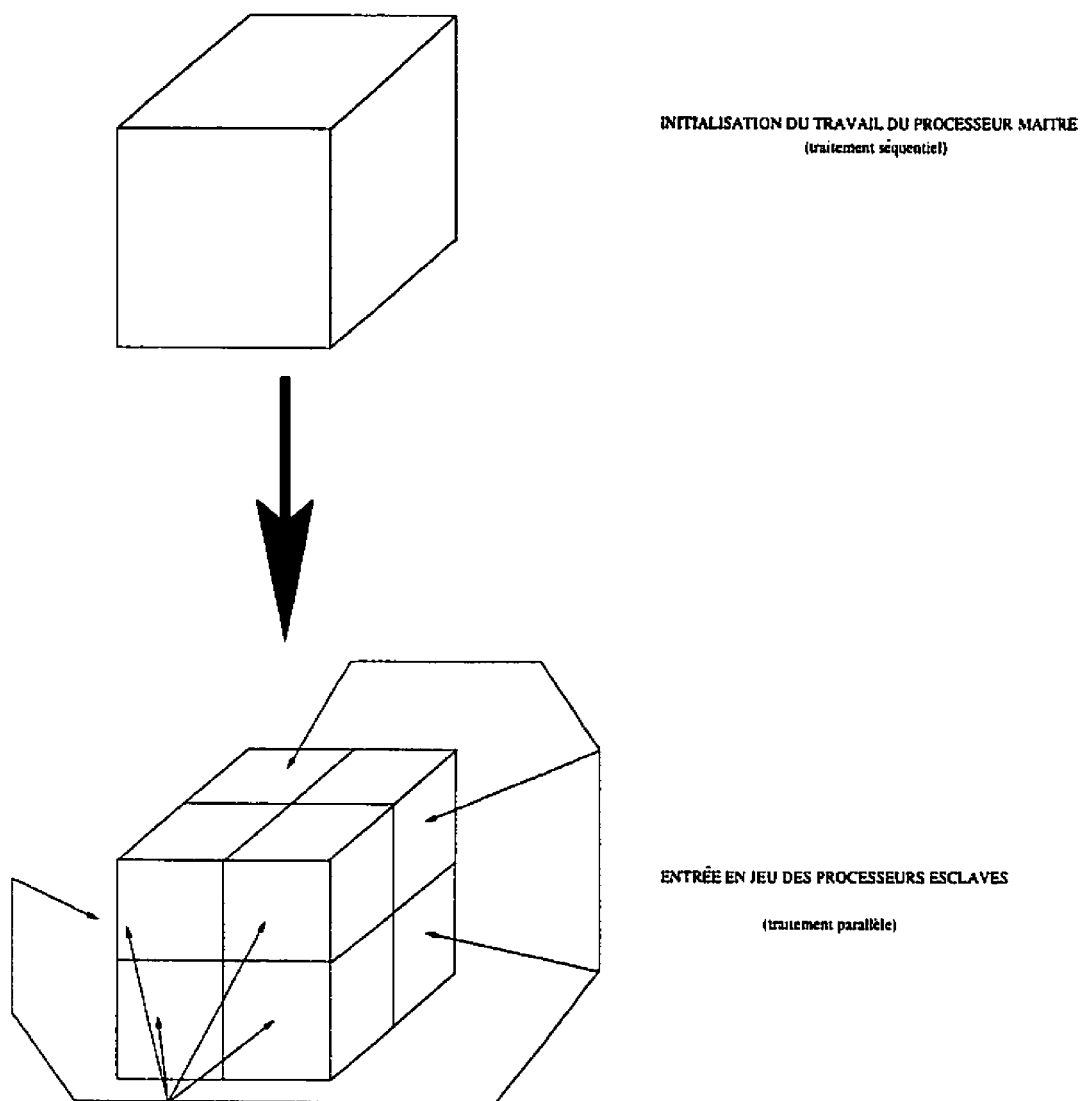 INITIALISATION DU TRAVAIL DU PROCESSEUR MAITRE
(traitement séquentiel)
ENTRÉE EN JEU DES PROCESSEURS ESCLAVES
(traitement parallèle)